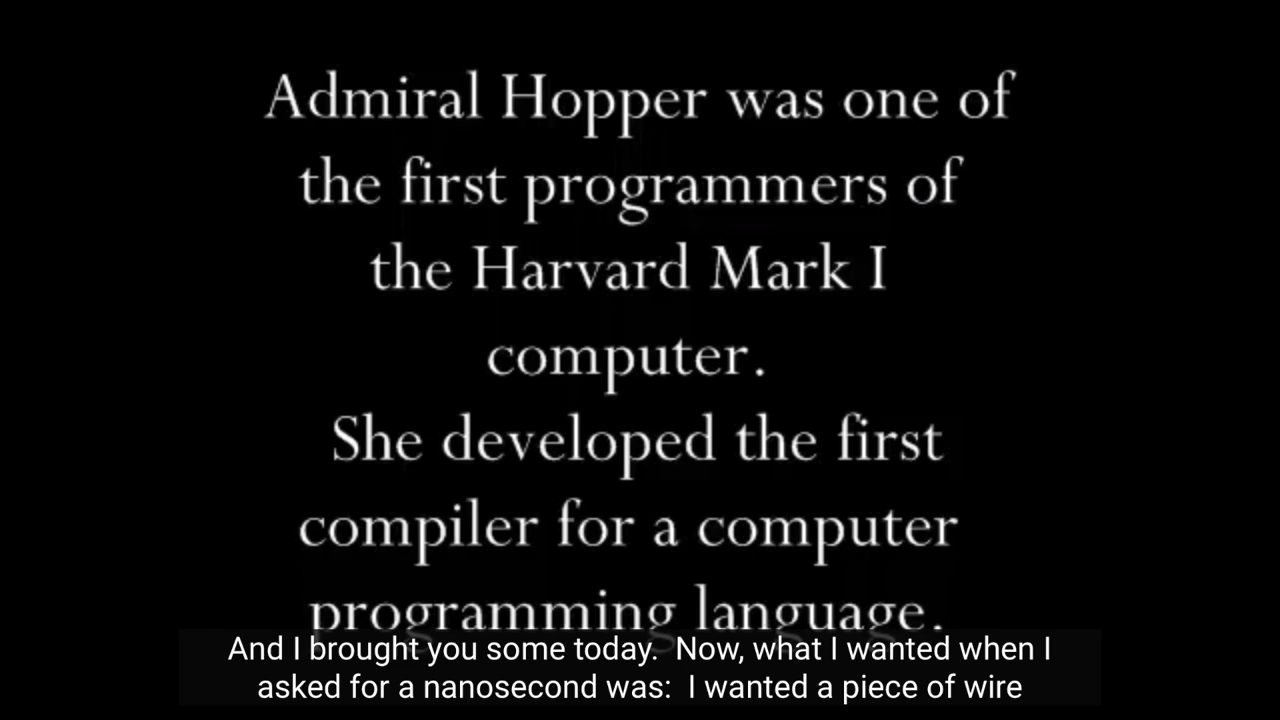 Admiral Hopper was one of
the first programmers of
the Harvard Mark I
computer.
She developed the first
compiler for a computer
programming language.
And I brought you some today.  Now, what I wanted when I
asked for a nanosecond was:  I wanted a piece of wire